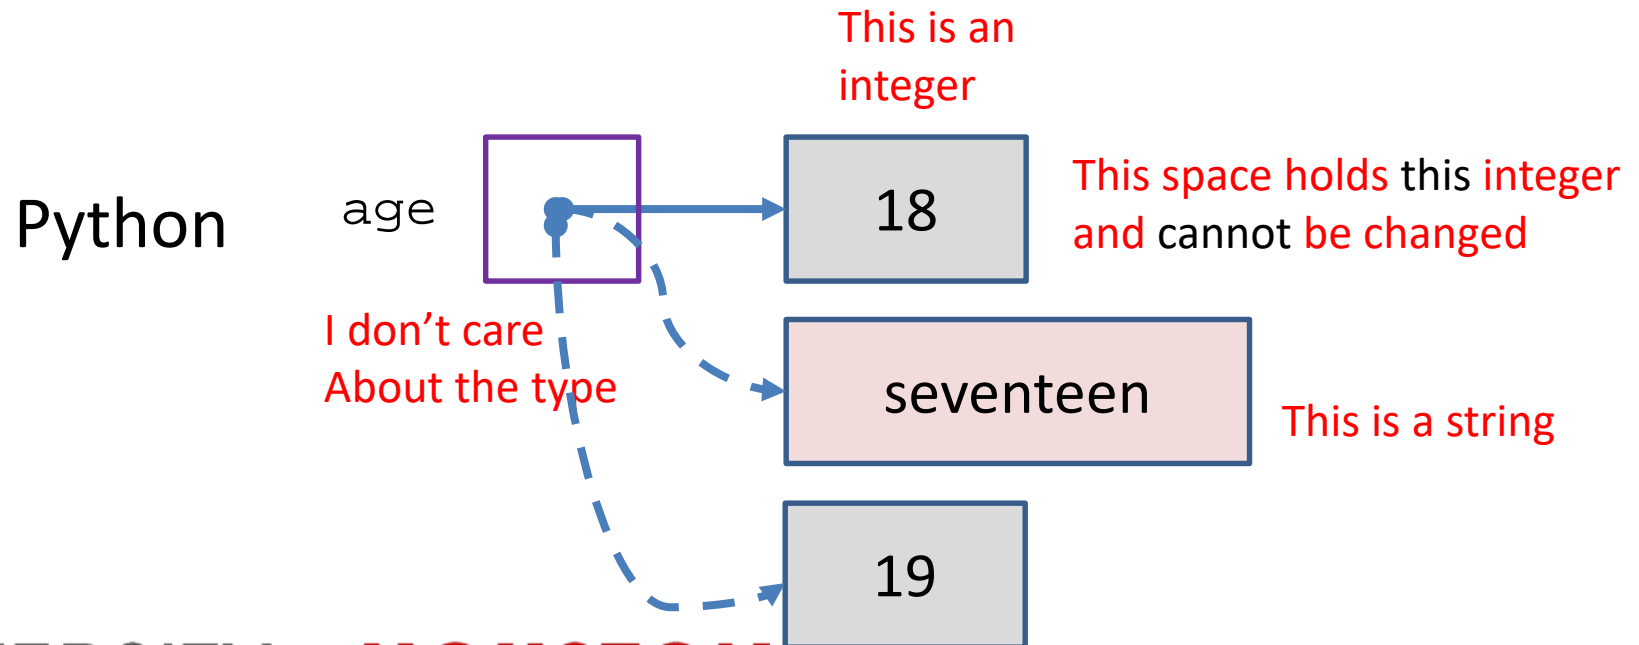 This is an
integer
Python
age
18
This space holds this integer
and cannot be changed
I don’t care
About the type
seventeen
This is a string
19